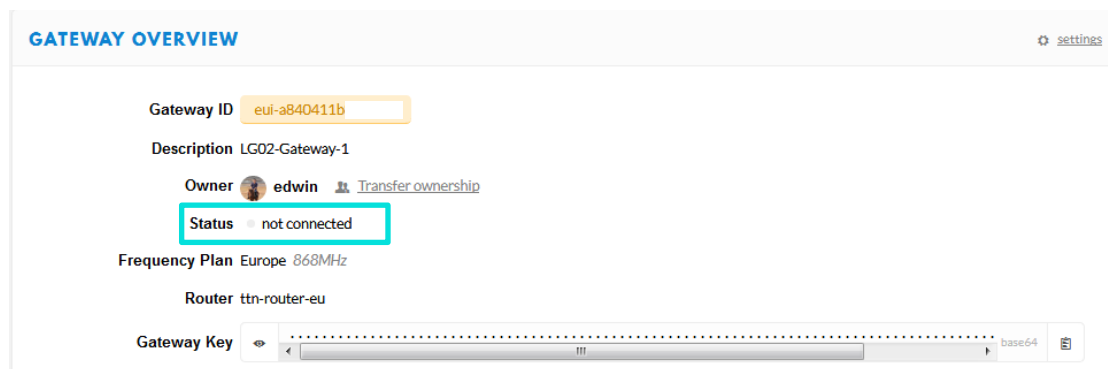 GATEWAY OVERVIEW
settings
Gateway ID eui-a840411b
Description LG02-Gateway-1
Owner edwin Transfer ownership
Status not connected
Frequency Plan Europe 868MHz
Router ttn-router-eu
Gateway Key base64